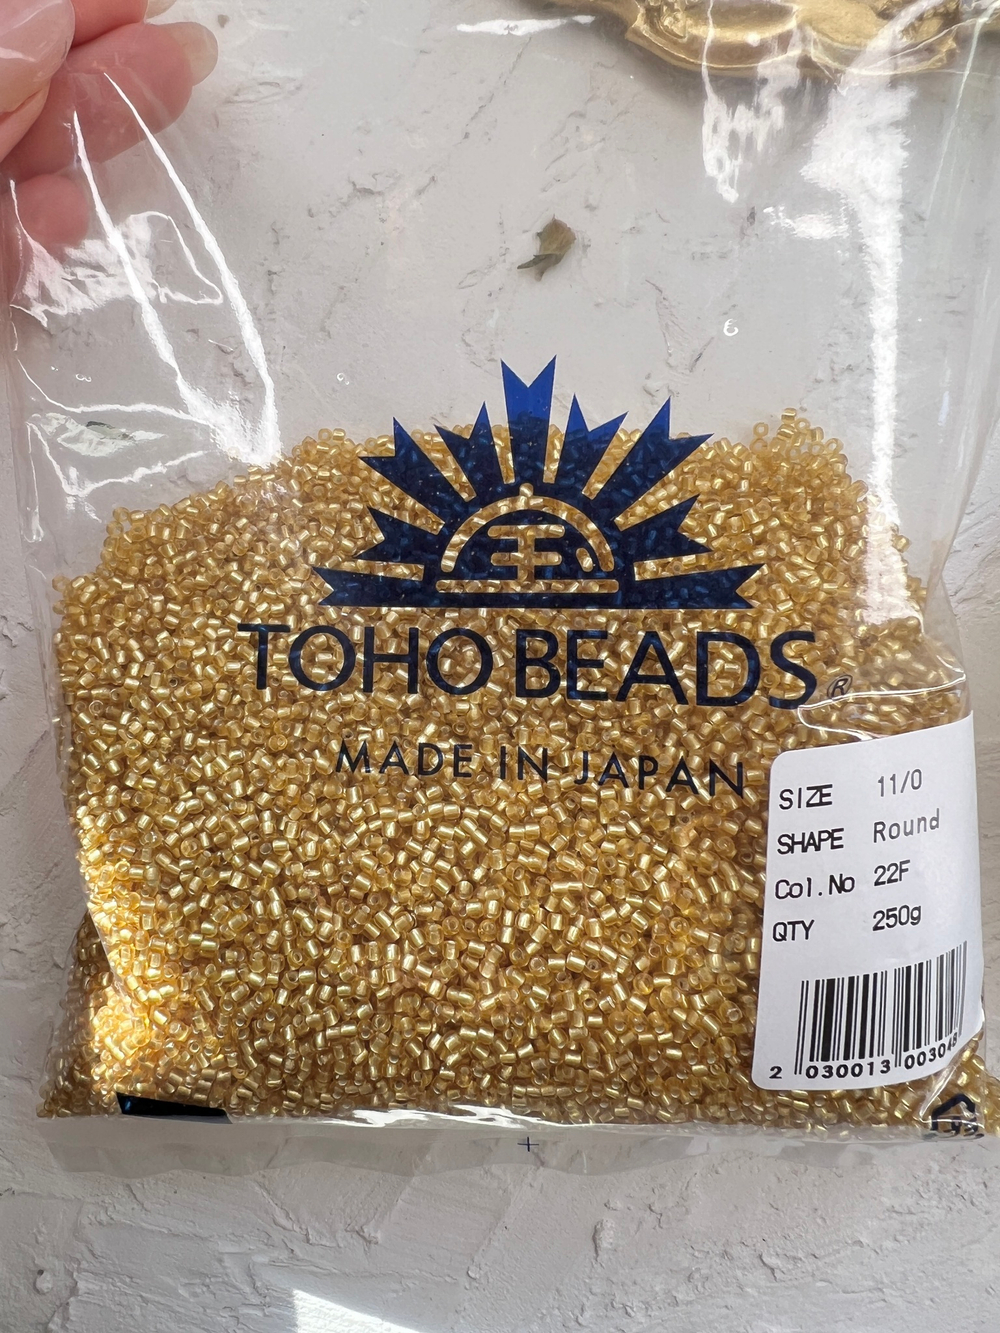 TOHO BEADS®
MADE IN JAPAN
SIZE 11/0
SHAPE Round
Col.No 22F
QTY 250g
2 030013 003048